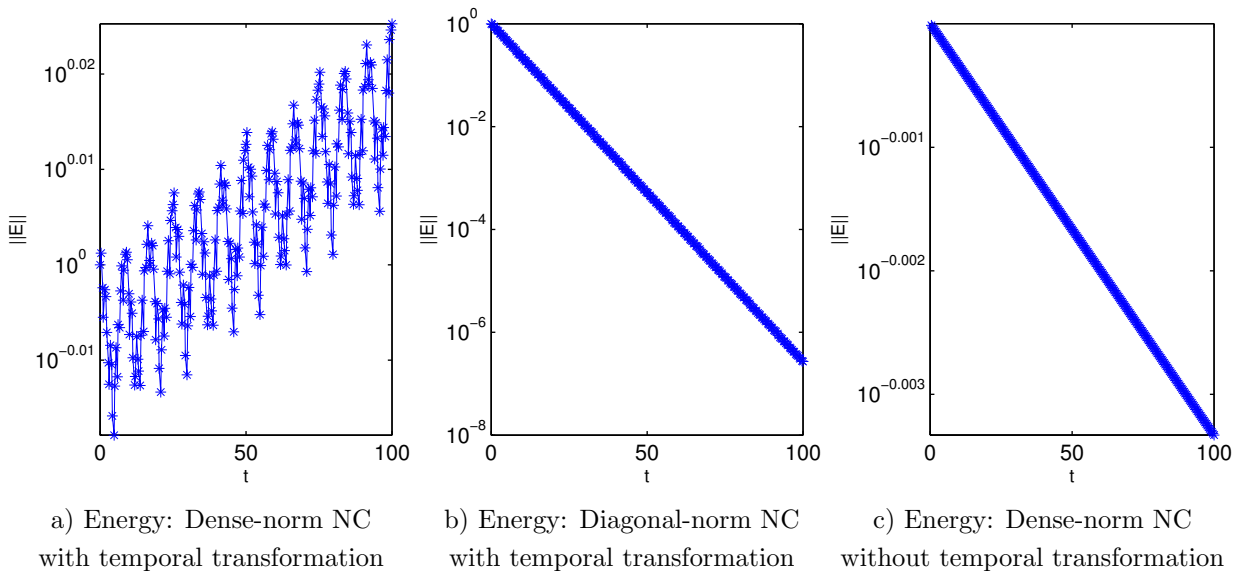 10^0.02
10^0.01
10^0
10^−0.01
||E||
0
50
100
t
a) Energy: Dense-norm NC
with temporal transformation
10^0
10^−2
10^−4
10^−6
10^−8
||E||
0
50
100
t
b) Energy: Diagonal-norm NC
with temporal transformation
10^−0.001
10^−0.002
10^−0.003
||E||
0
50
100
t
c) Energy: Dense-norm NC
without temporal transformation